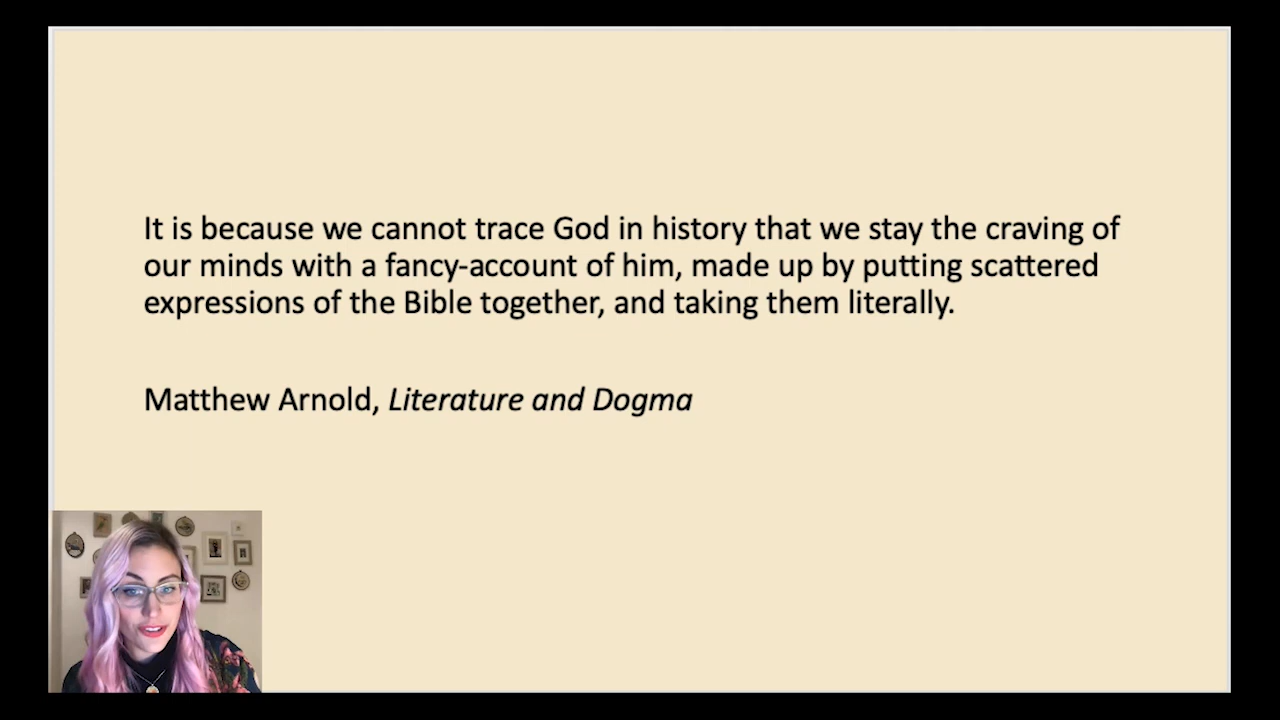 It is because we cannot trace God in history that we stay the craving of
our minds with a fancy-account of him, made up by putting scattered
expressions of the Bible together, and taking them literally.
Matthew Arnold, Literature and Dogma